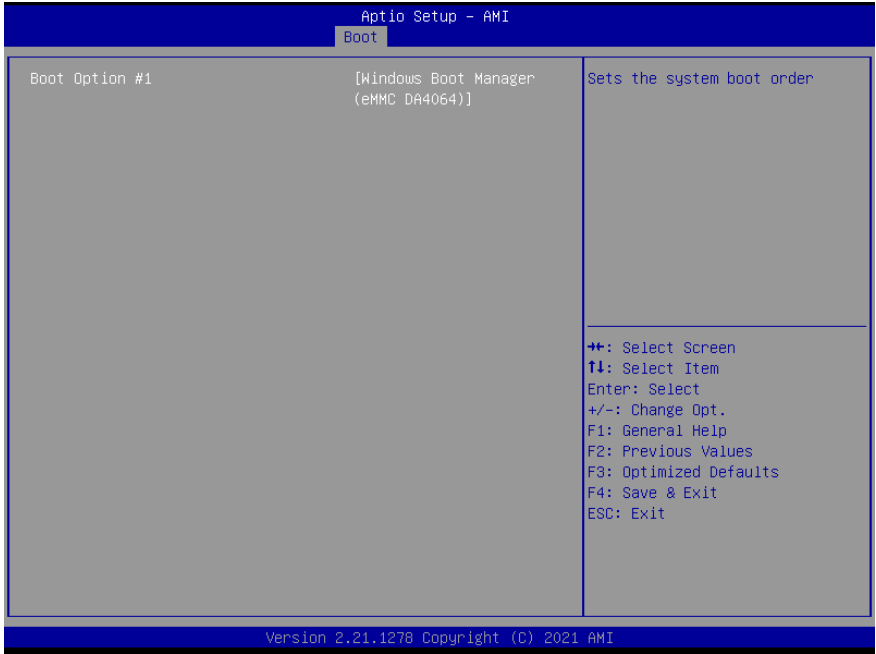 Aptio Setup – AMI
Boot
Boot Option #1 [Windows Boot Manager
(eMMC DA4064)]
Sets the system boot order
→←: Select Screen
↑↓: Select Item
Enter: Select
+/-: Change Opt.
F1: General Help
F2: Previous Values
F3: Optimized Defaults
F4: Save & Exit
ESC: Exit
Version 2.21.1278 Copyright (C) 2021 AMI